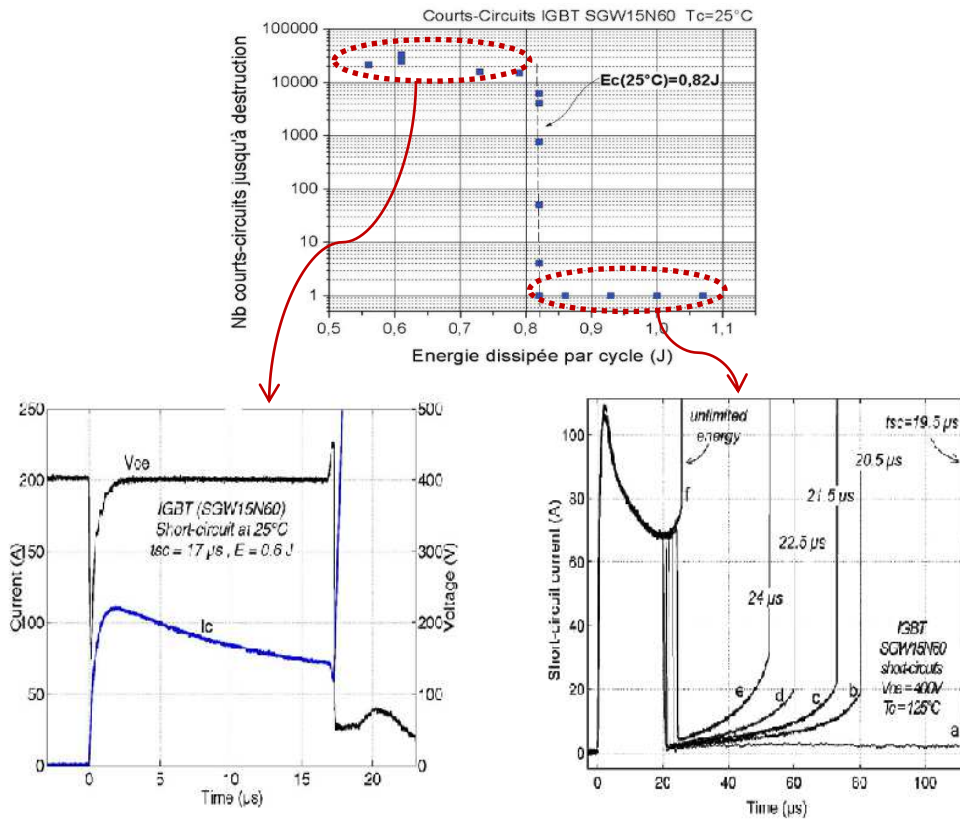 Courts-Circuits IGBT SGW15N60 Tc=25°C
Nb courts-circuits jusqu'à destruction
100000
10000
1000
100
10
1
Ec(25°C)=0,82J
0,5 0,6 0,7 0,8 0,9 1,0 1,1
Energie dissipée par cycle (J)
250
200
150
100
50
0
Current (A)
Vce
IGBT (SGW15N60)
Short-circuit at 25°C
tsc = 17 µs , E = 0.6 J
Ic
500
400
300
200
100
0
Voltage (V)
0 10 20
Time (µs)
Short-circuit current (A)
100
80
60
40
20
0
unlimited
energy
f
tsc=19.5 µs
20.5 µs
21.5 µs
22.5 µs
24 µs
IGBT
SGW15N60
short-circuits
Vce = 400V
Tc = 125°C
e d c b
a
0 20 40 60 80 100
Time (µs)